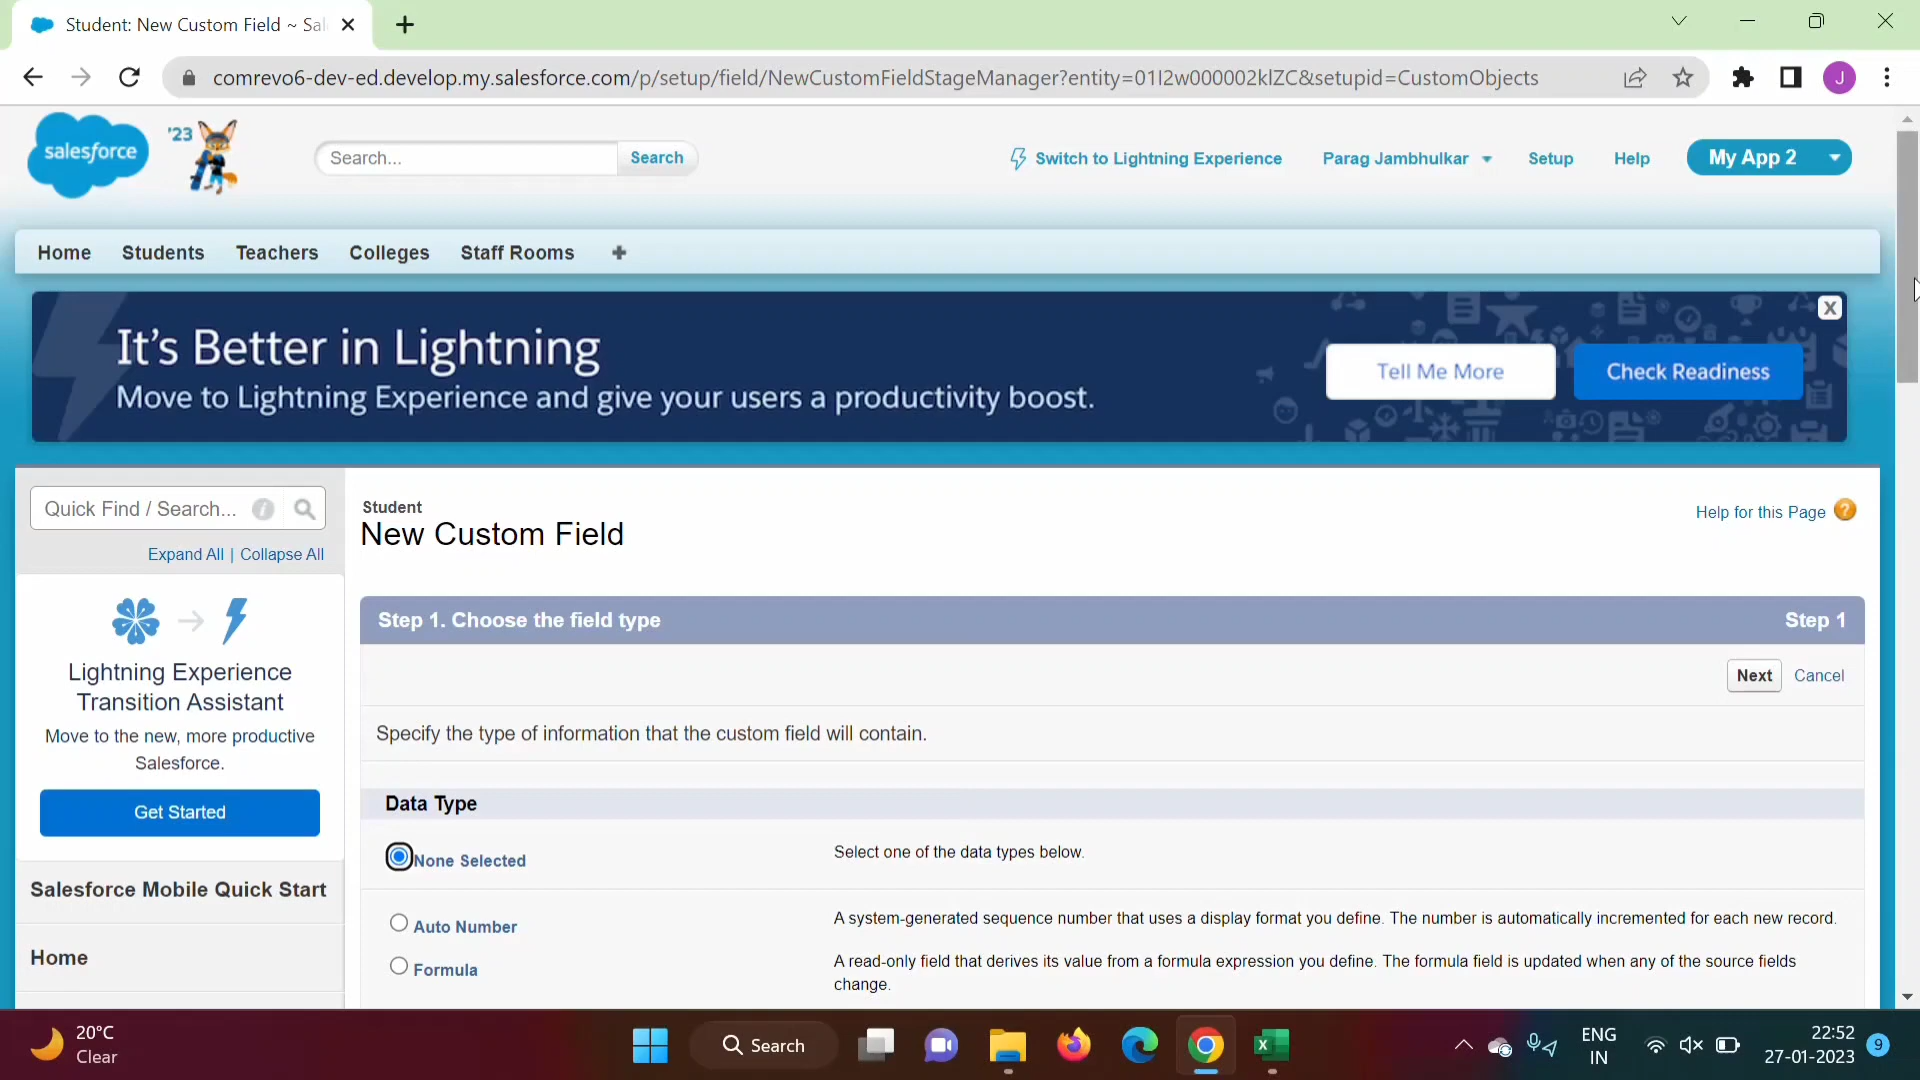 Student: New Custom Field ~ Sal
comrevo6-dev-ed.develop.my.salesforce.com/p/setup/field/NewCustomFieldStageManager?entity=01I2w000002klZC&setupid=CustomObjects
J
salesforce
'23
Search...
Search
Switch to Lightning Experience
Parag Jambhulkar
Setup
Help
My App 2
Home
Students
Teachers
Colleges
Staff Rooms
It's Better in Lightning
Move to Lightning Experience and give your users a productivity boost.
Tell Me More
Check Readiness
X
Quick Find / Search...
Expand All | Collapse All
Lightning Experience
Transition Assistant
Move to the new, more productive
Salesforce.
Get Started
Salesforce Mobile Quick Start
Home
Student
New Custom Field
Help for this Page
Step 1. Choose the field type
Step 1
Next
Cancel
Specify the type of information that the custom field will contain.
Data Type
None Selected
Select one of the data types below.
Auto Number
A system-generated sequence number that uses a display format you define. The number is automatically incremented for each new record.
Formula
A read-only field that derives its value from a formula expression you define. The formula field is updated when any of the source fields
change.
20°C
Clear
Search
ENG
IN
22:52
27-01-2023
9